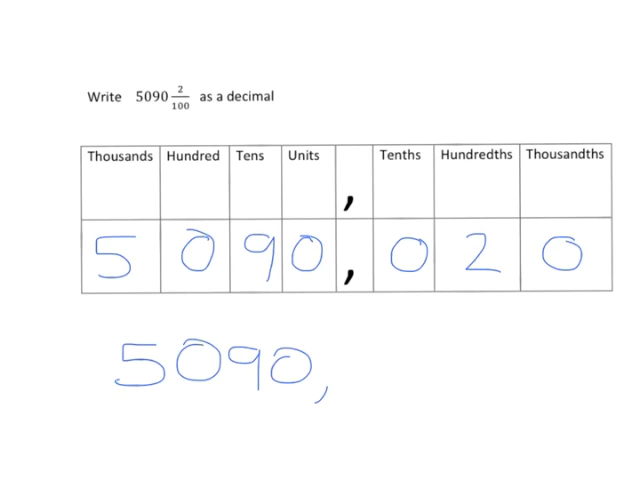 Write 5090 2/100 as a decimal
Thousands Hundred Tens Units , Tenths Hundredths Thousandths
5 0 9 0 , 0 2 0
5090,